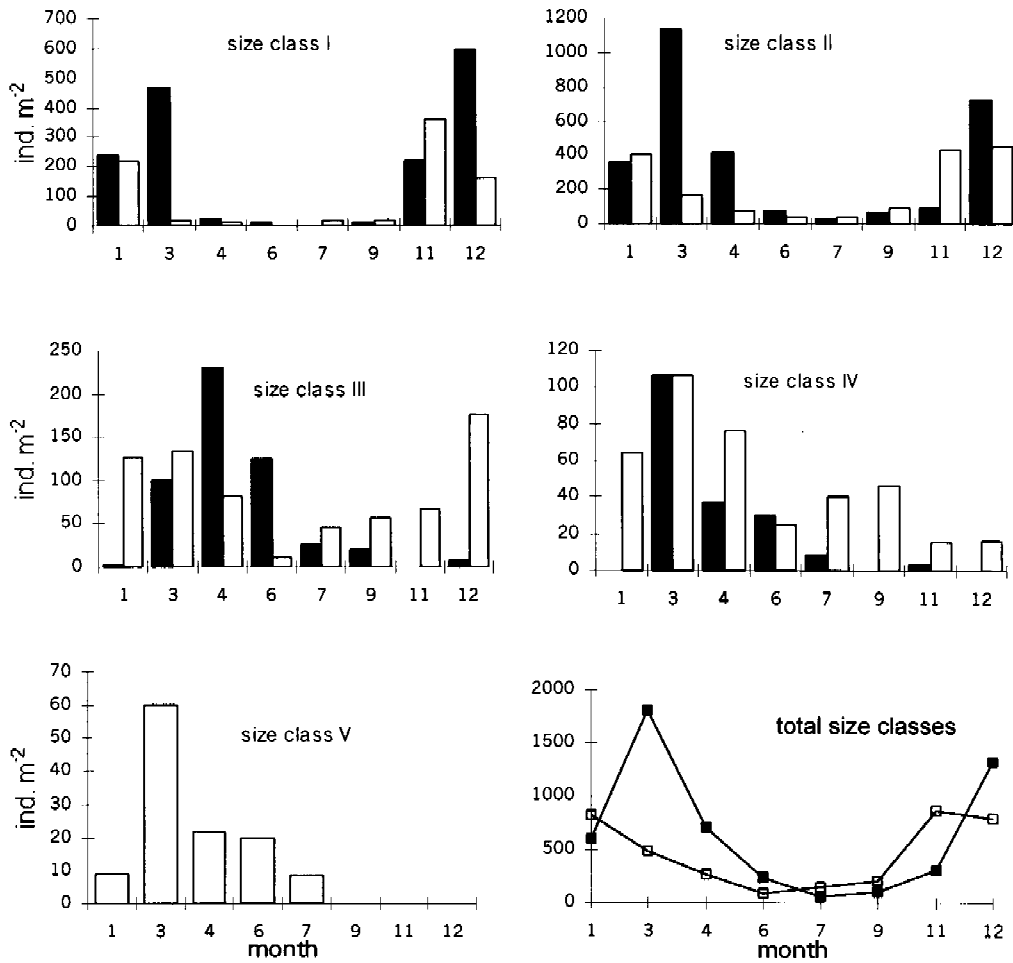 size class I
700
600
500
400
300
200
100
0
ind. m-2
1 3 4 6 7 9 11 12
size class II
1200
1000
800
600
400
200
0
1 3 4 6 7 9 11 12
size class III
250
200
150
100
50
0
ind. m-2
1 3 4 6 7 9 11 12
size class IV
120
100
80
60
40
20
0
1 3 4 6 7 9 11 12
size class V
70
60
50
40
30
20
10
0
ind. m-2
1 3 4 6 7 9 11 12
month
total size classes
2000
1500
1000
500
0
1 3 4 6 7 9 11 12
month